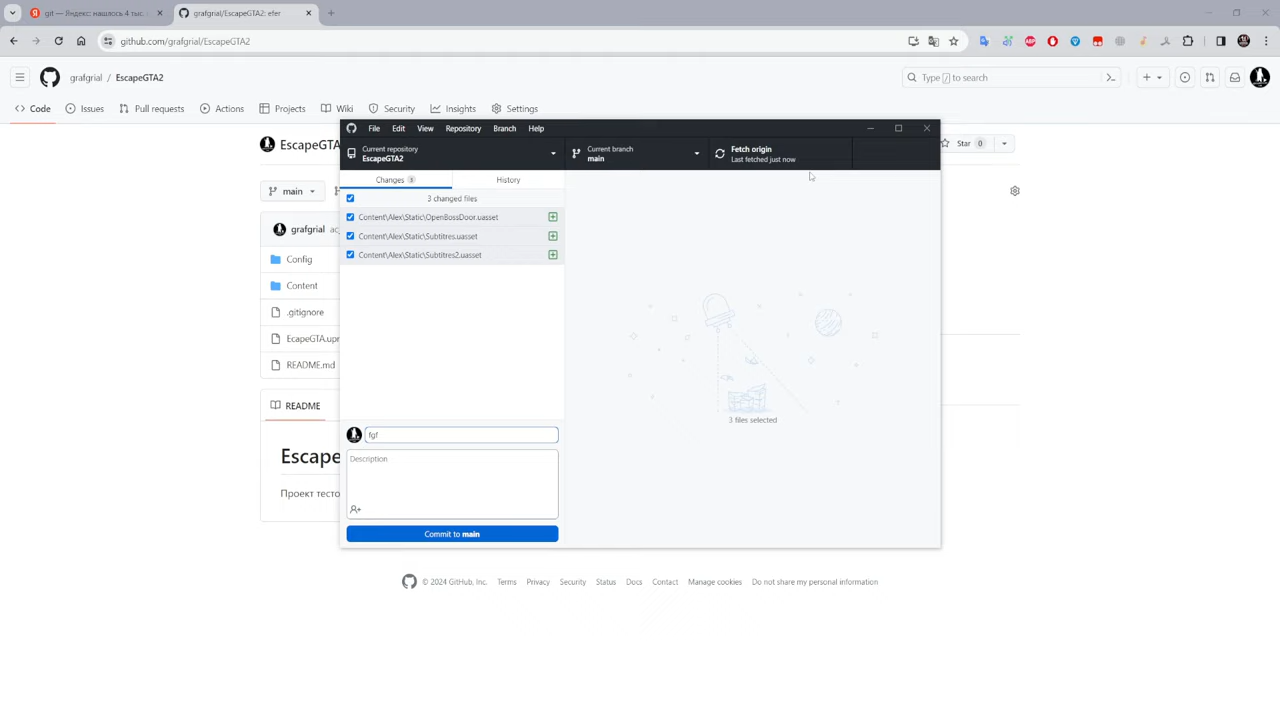 git — Яндекс: нашлось 4 тыс.
grafgrial/EscapeGTA2: efer
github.com/grafgrial/EscapeGTA2
grafgrial / EscapeGTA2
Type / to search
Code
Issues
Pull requests
Actions
Projects
Wiki
Security
Insights
Settings
File Edit View Repository Branch Help
Current repository
EscapeGTA2
Current branch
main
Fetch origin
Last fetched just now
Changes 3
History
3 changed files
Content\Alex\Static\OpenBossDoor.uasset
Content\Alex\Static\Subtitres.uasset
Content\Alex\Static\Subtitres2.uasset
3 files selected
fgf
Description
Commit to main
EscapeGTA
Star 0
main
grafgrial
Config
Content
.gitignore
EcapeGTA.upr
README.md
README
Escape
Проект тесто
© 2024 GitHub, Inc. Terms Privacy Security Status Docs Contact Manage cookies Do not share my personal information